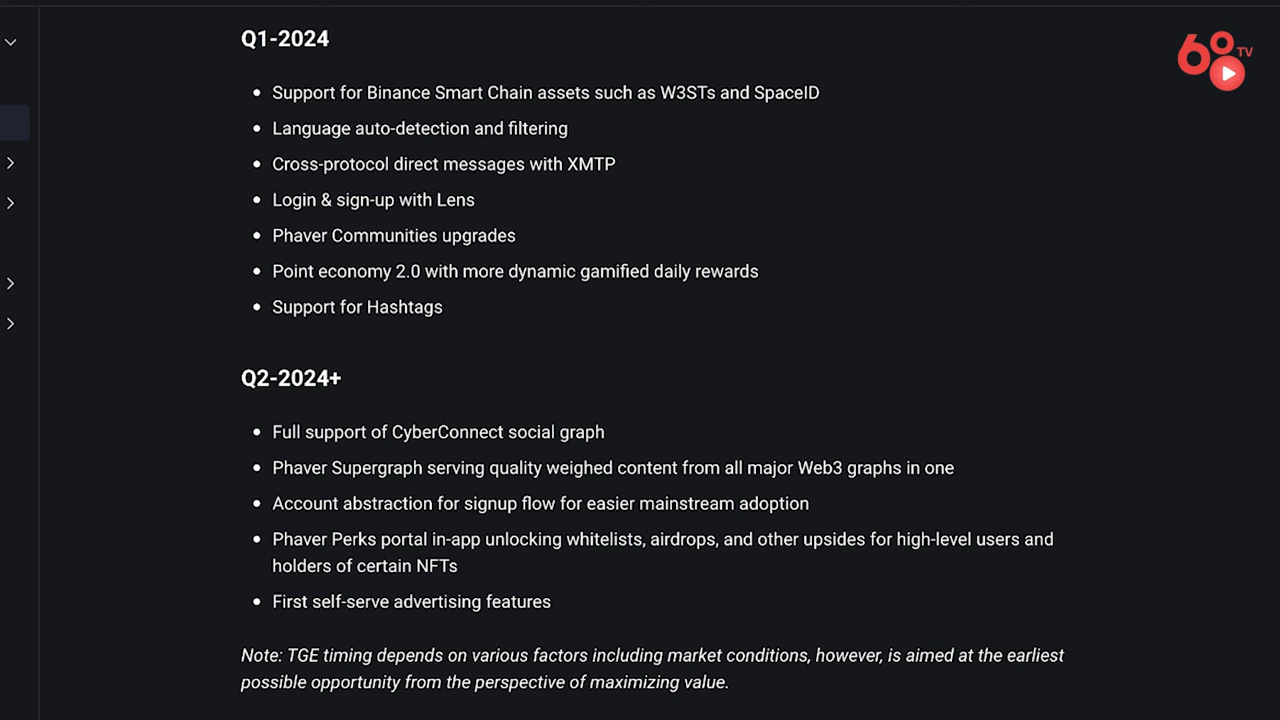 Q1-2024
60 TV
• Support for Binance Smart Chain assets such as W3STs and SpaceID
• Language auto-detection and filtering
• Cross-protocol direct messages with XMTP
• Login & sign-up with Lens
• Phaver Communities upgrades
• Point economy 2.0 with more dynamic gamified daily rewards
• Support for Hashtags
Q2-2024+
• Full support of CyberConnect social graph
• Phaver Supergraph serving quality weighed content from all major Web3 graphs in one
• Account abstraction for signup flow for easier mainstream adoption
• Phaver Perks portal in-app unlocking whitelists, airdrops, and other upsides for high-level users and
holders of certain NFTs
• First self-serve advertising features
Note: TGE timing depends on various factors including market conditions, however, is aimed at the earliest
possible opportunity from the perspective of maximizing value.